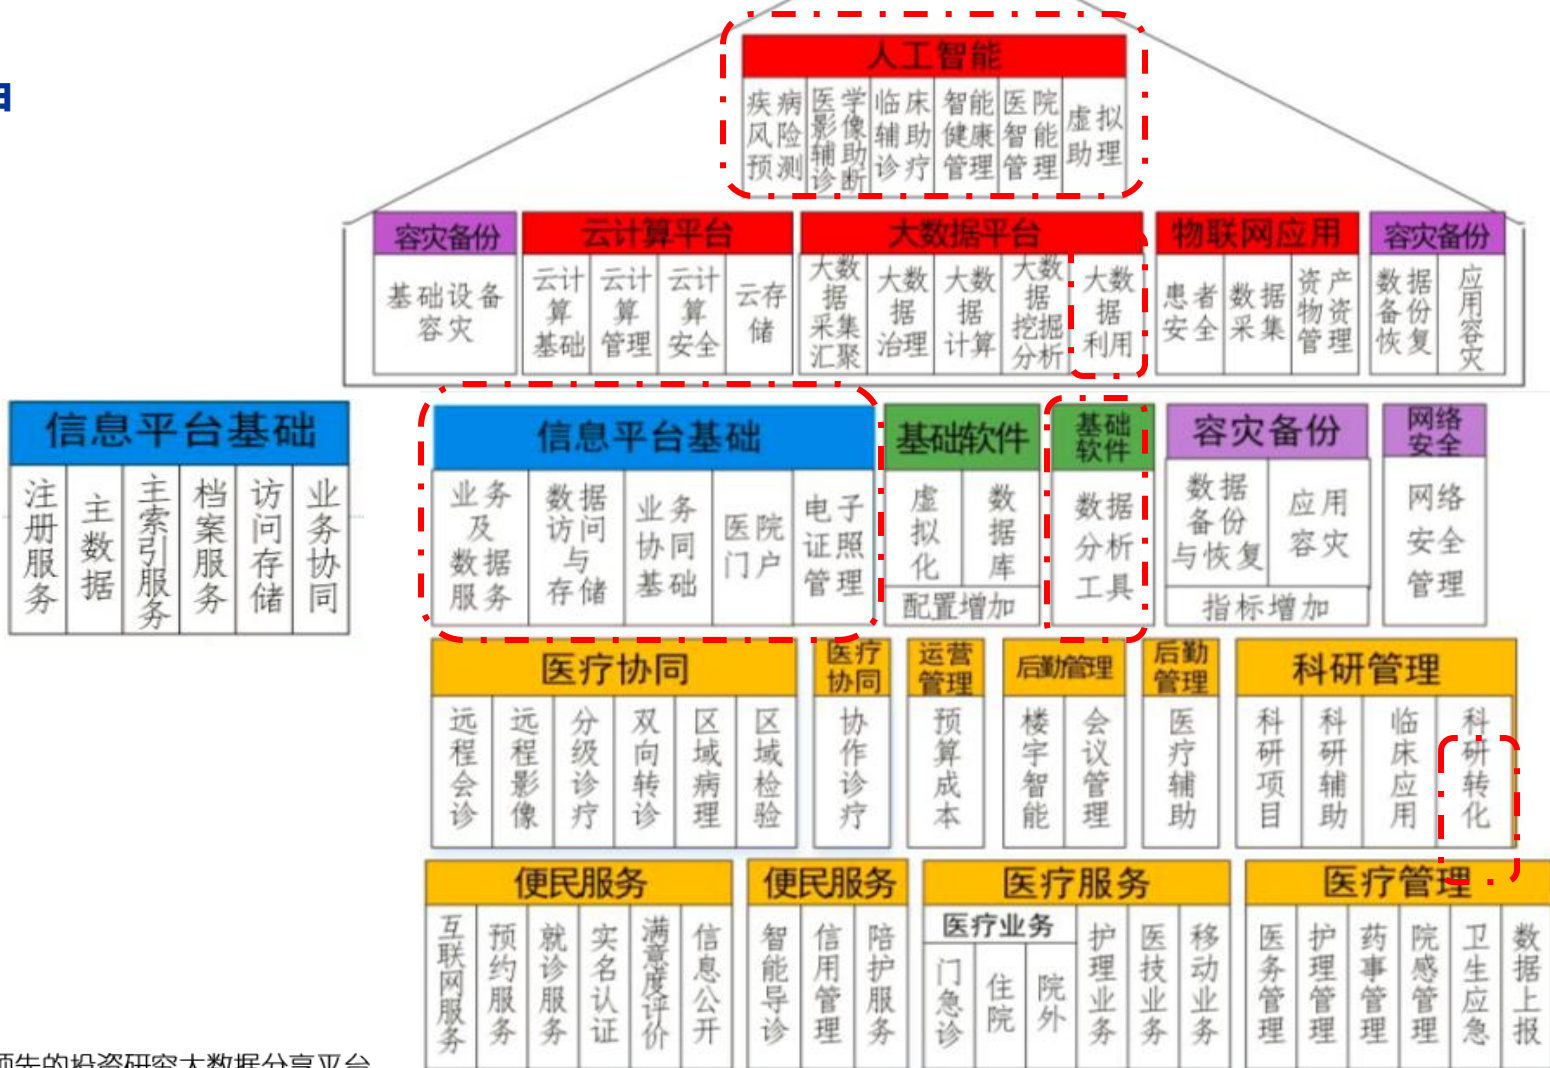 人工智能
疾病风险预测
医学影像辅助诊断
临床辅助诊疗
智能健康管理
医院智能管理
虚拟助理
容灾备份
基础设备容灾
云计算平台
云计算基础
云计算管理
云计算安全
云存储
大数据平台
大数据采集汇聚
大数据治理
大数据计算
大数据挖掘分析
大数据利用
物联网应用
患者安全
数据采集
资产物资管理
容灾备份
数据备份恢复
应用容灾
信息平台基础
注册服务
主数据
主索引服务
档案服务
访问存储
业务协同
信息平台基础
业务及数据服务
数据访问与存储
业务协同基础
医院门户
电子证照管理
基础软件
虚拟化
数据库
配置增加
基础软件
数据分析工具
容灾备份
数据备份与恢复
应用容灾
指标增加
网络安全
网络安全管理
医疗协同
远程会诊
远程影像
分级诊疗
双向转诊
区域病理
区域检验
医疗协同
协作诊疗
运营管理
预算成本
后勤管理
楼宇智能
会议管理
后勤管理
医疗辅助
科研管理
科研项目
科研辅助
临床应用
科研转化
便民服务
互联网服务
预约服务
就诊服务
实名认证
满意度评价
信息公开
便民服务
智能导诊
信用管理
陪护服务
医疗服务
医疗业务
门急诊
住院
院外
护理业务
医技业务
移动业务
医疗管理
医务管理
护理管理
药事管理
院感管理
卫生应急
数据上报
领先的投资研究大数据分享平台